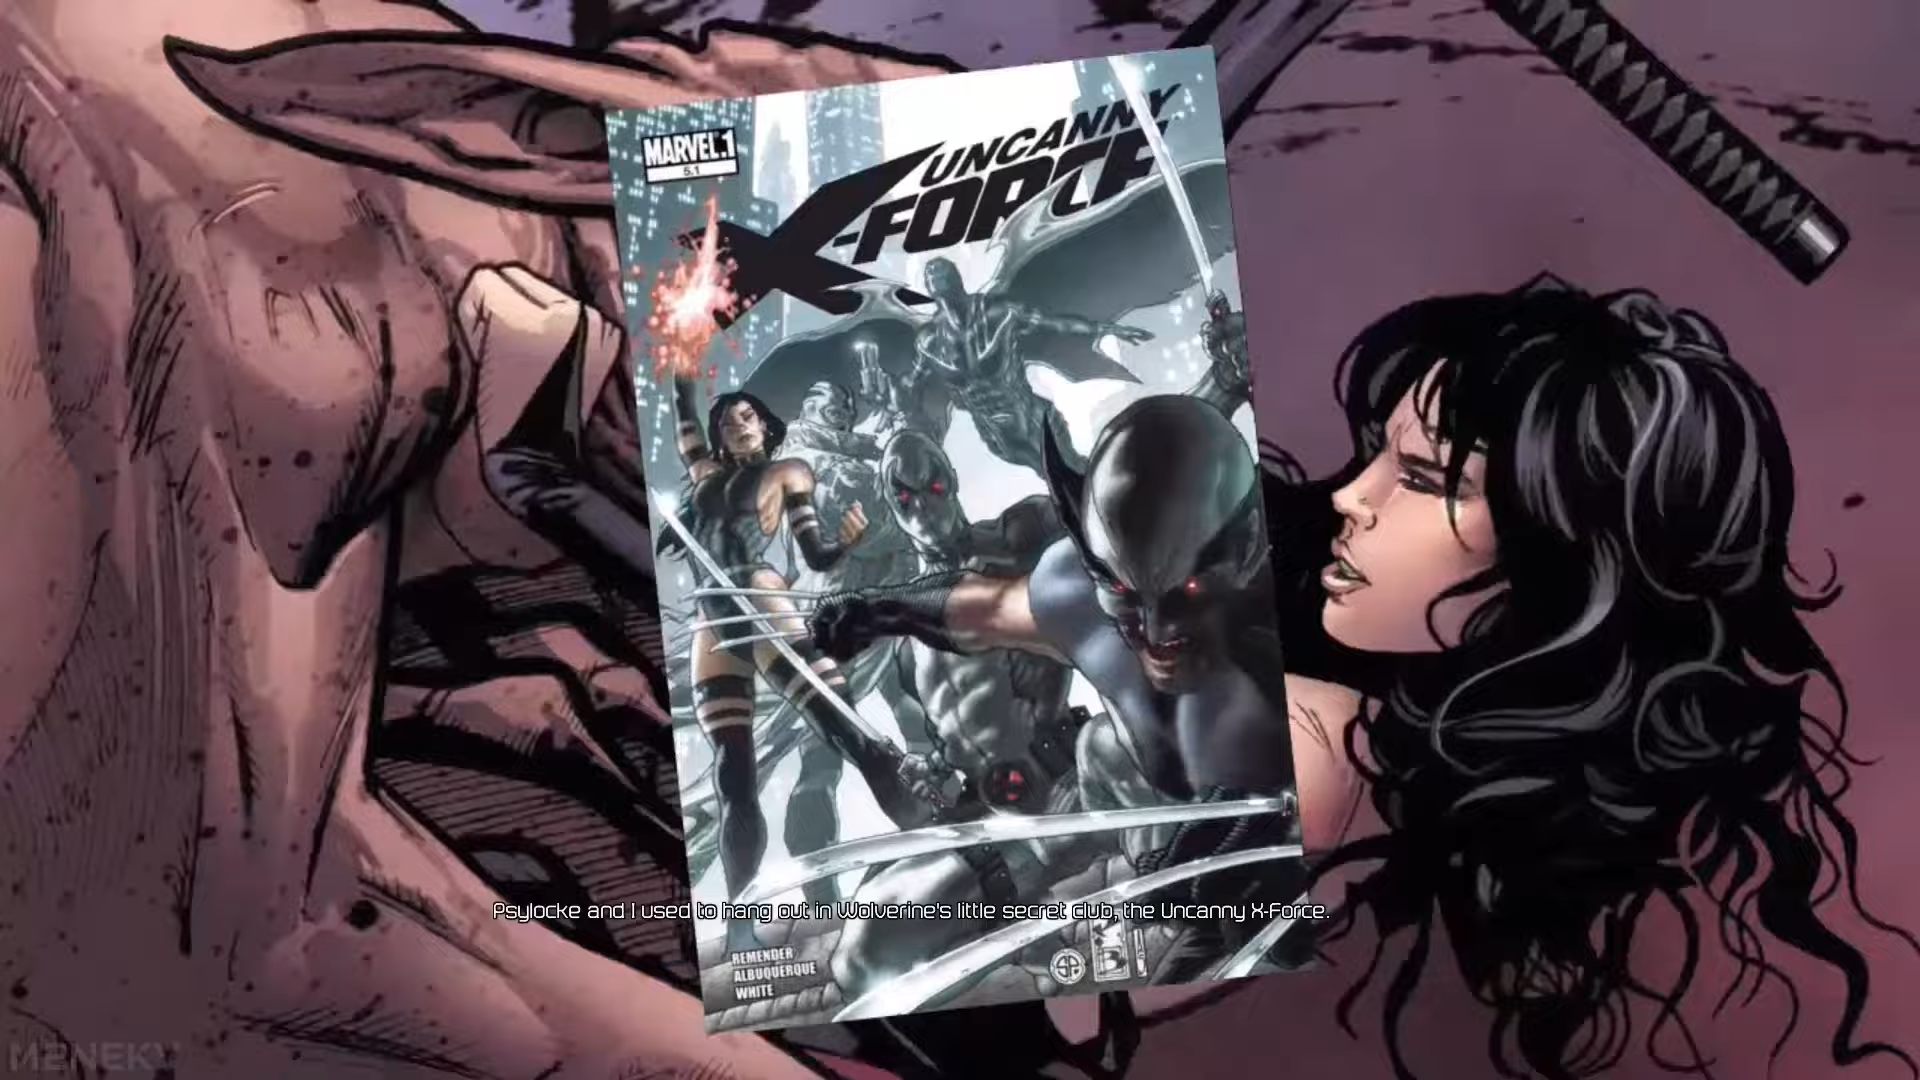 MARVEL.1
5.1
UNCANNY
X-FORCE
Psylocke and I used to hang out in Wolverine's little secret club, the Uncanny X-Force.
REMENDER
ALBUQUERQUE
WHITE
M2NEKY